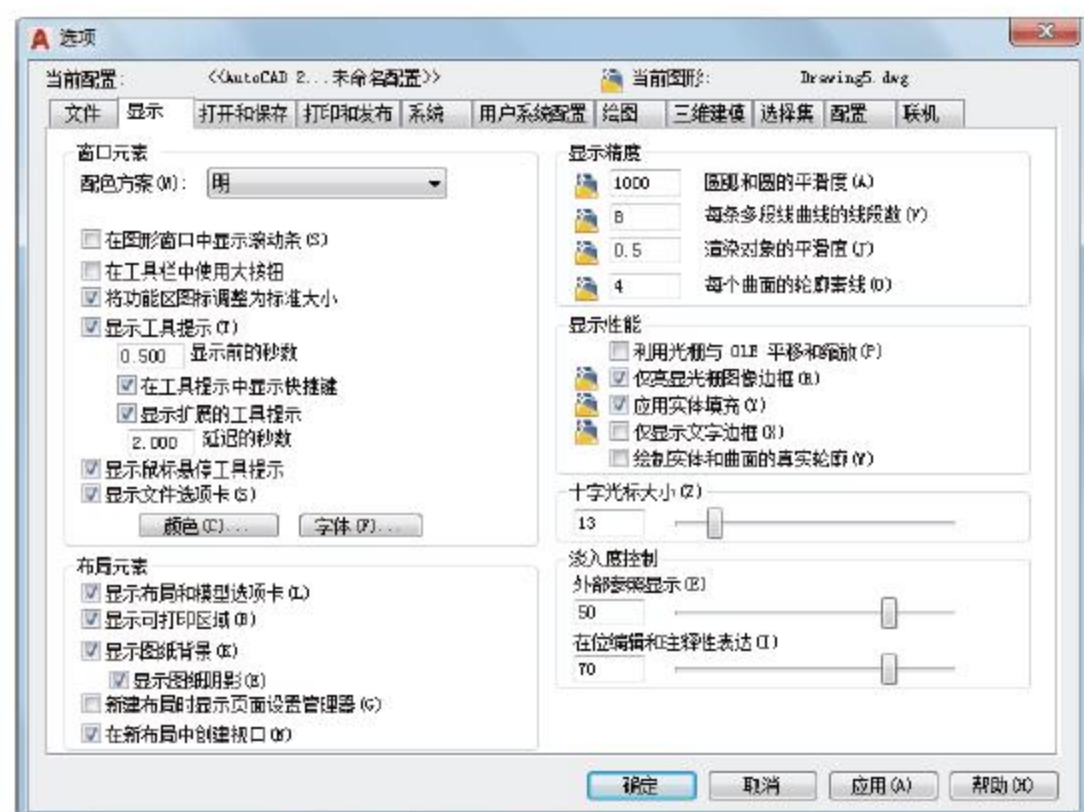 选项
当前配置: <<AutoCAD 2...未命名配置>> 当前图形: Drawing5.dwg
文件 显示 打开和保存 打印和发布 系统 用户系统配置 绘图 三维建模 选择集 配置 联机
窗口元素
配色方案(M): 明
在图形窗口中显示滚动条(S)
在工具栏中使用大按钮
将功能区图标调整为标准大小
显示工具提示(T)
0.500 显示前的秒数
在工具提示中显示快捷键
显示扩展的工具提示
2.000 延迟的秒数
显示鼠标悬停工具提示
显示文件选项卡(S)
颜色(C)... 字体(F)...
布局元素
显示布局和模型选项卡(L)
显示可打印区域(B)
显示图纸背景(K)
显示图纸阴影(E)
新建布局时显示页面设置管理器(G)
在新布局中创建视口(N)
显示精度
1000 圆弧和圆的平滑度(A)
8 每条多段线曲线的线段数(V)
0.5 渲染对象的平滑度(J)
4 每个曲面的轮廓素线(O)
显示性能
利用光栅与 OLE 平移和缩放(P)
仅亮显光栅图像边框(R)
应用实体填充(Y)
仅显示文字边框(X)
绘制实体和曲面的真实轮廓(W)
十字光标大小(Z)
13
淡入度控制
外部参照显示(E)
50
在位编辑和注释性表达(I)
70
确定 取消 应用(A) 帮助(H)